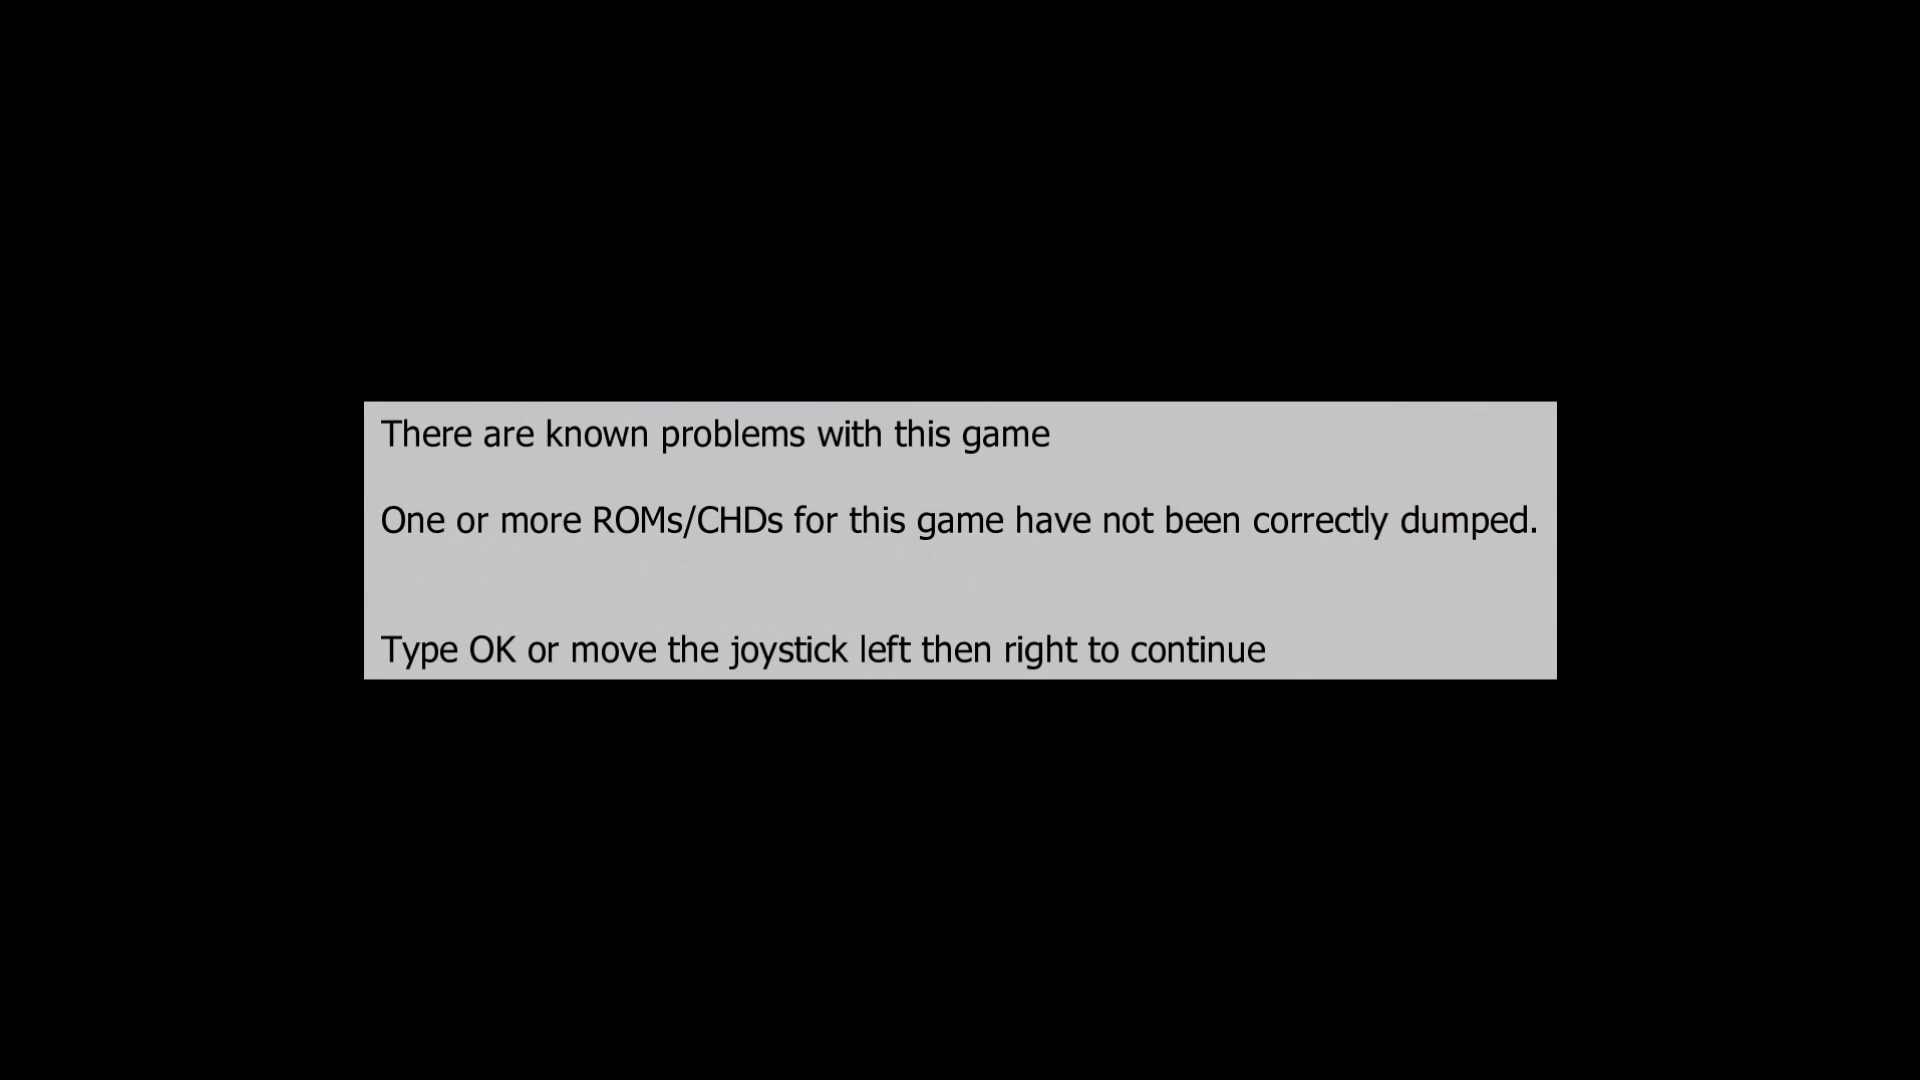 There are known problems with this game
One or more ROMs/CHDs for this game have not been correctly dumped.
Type OK or move the joystick left then right to continue